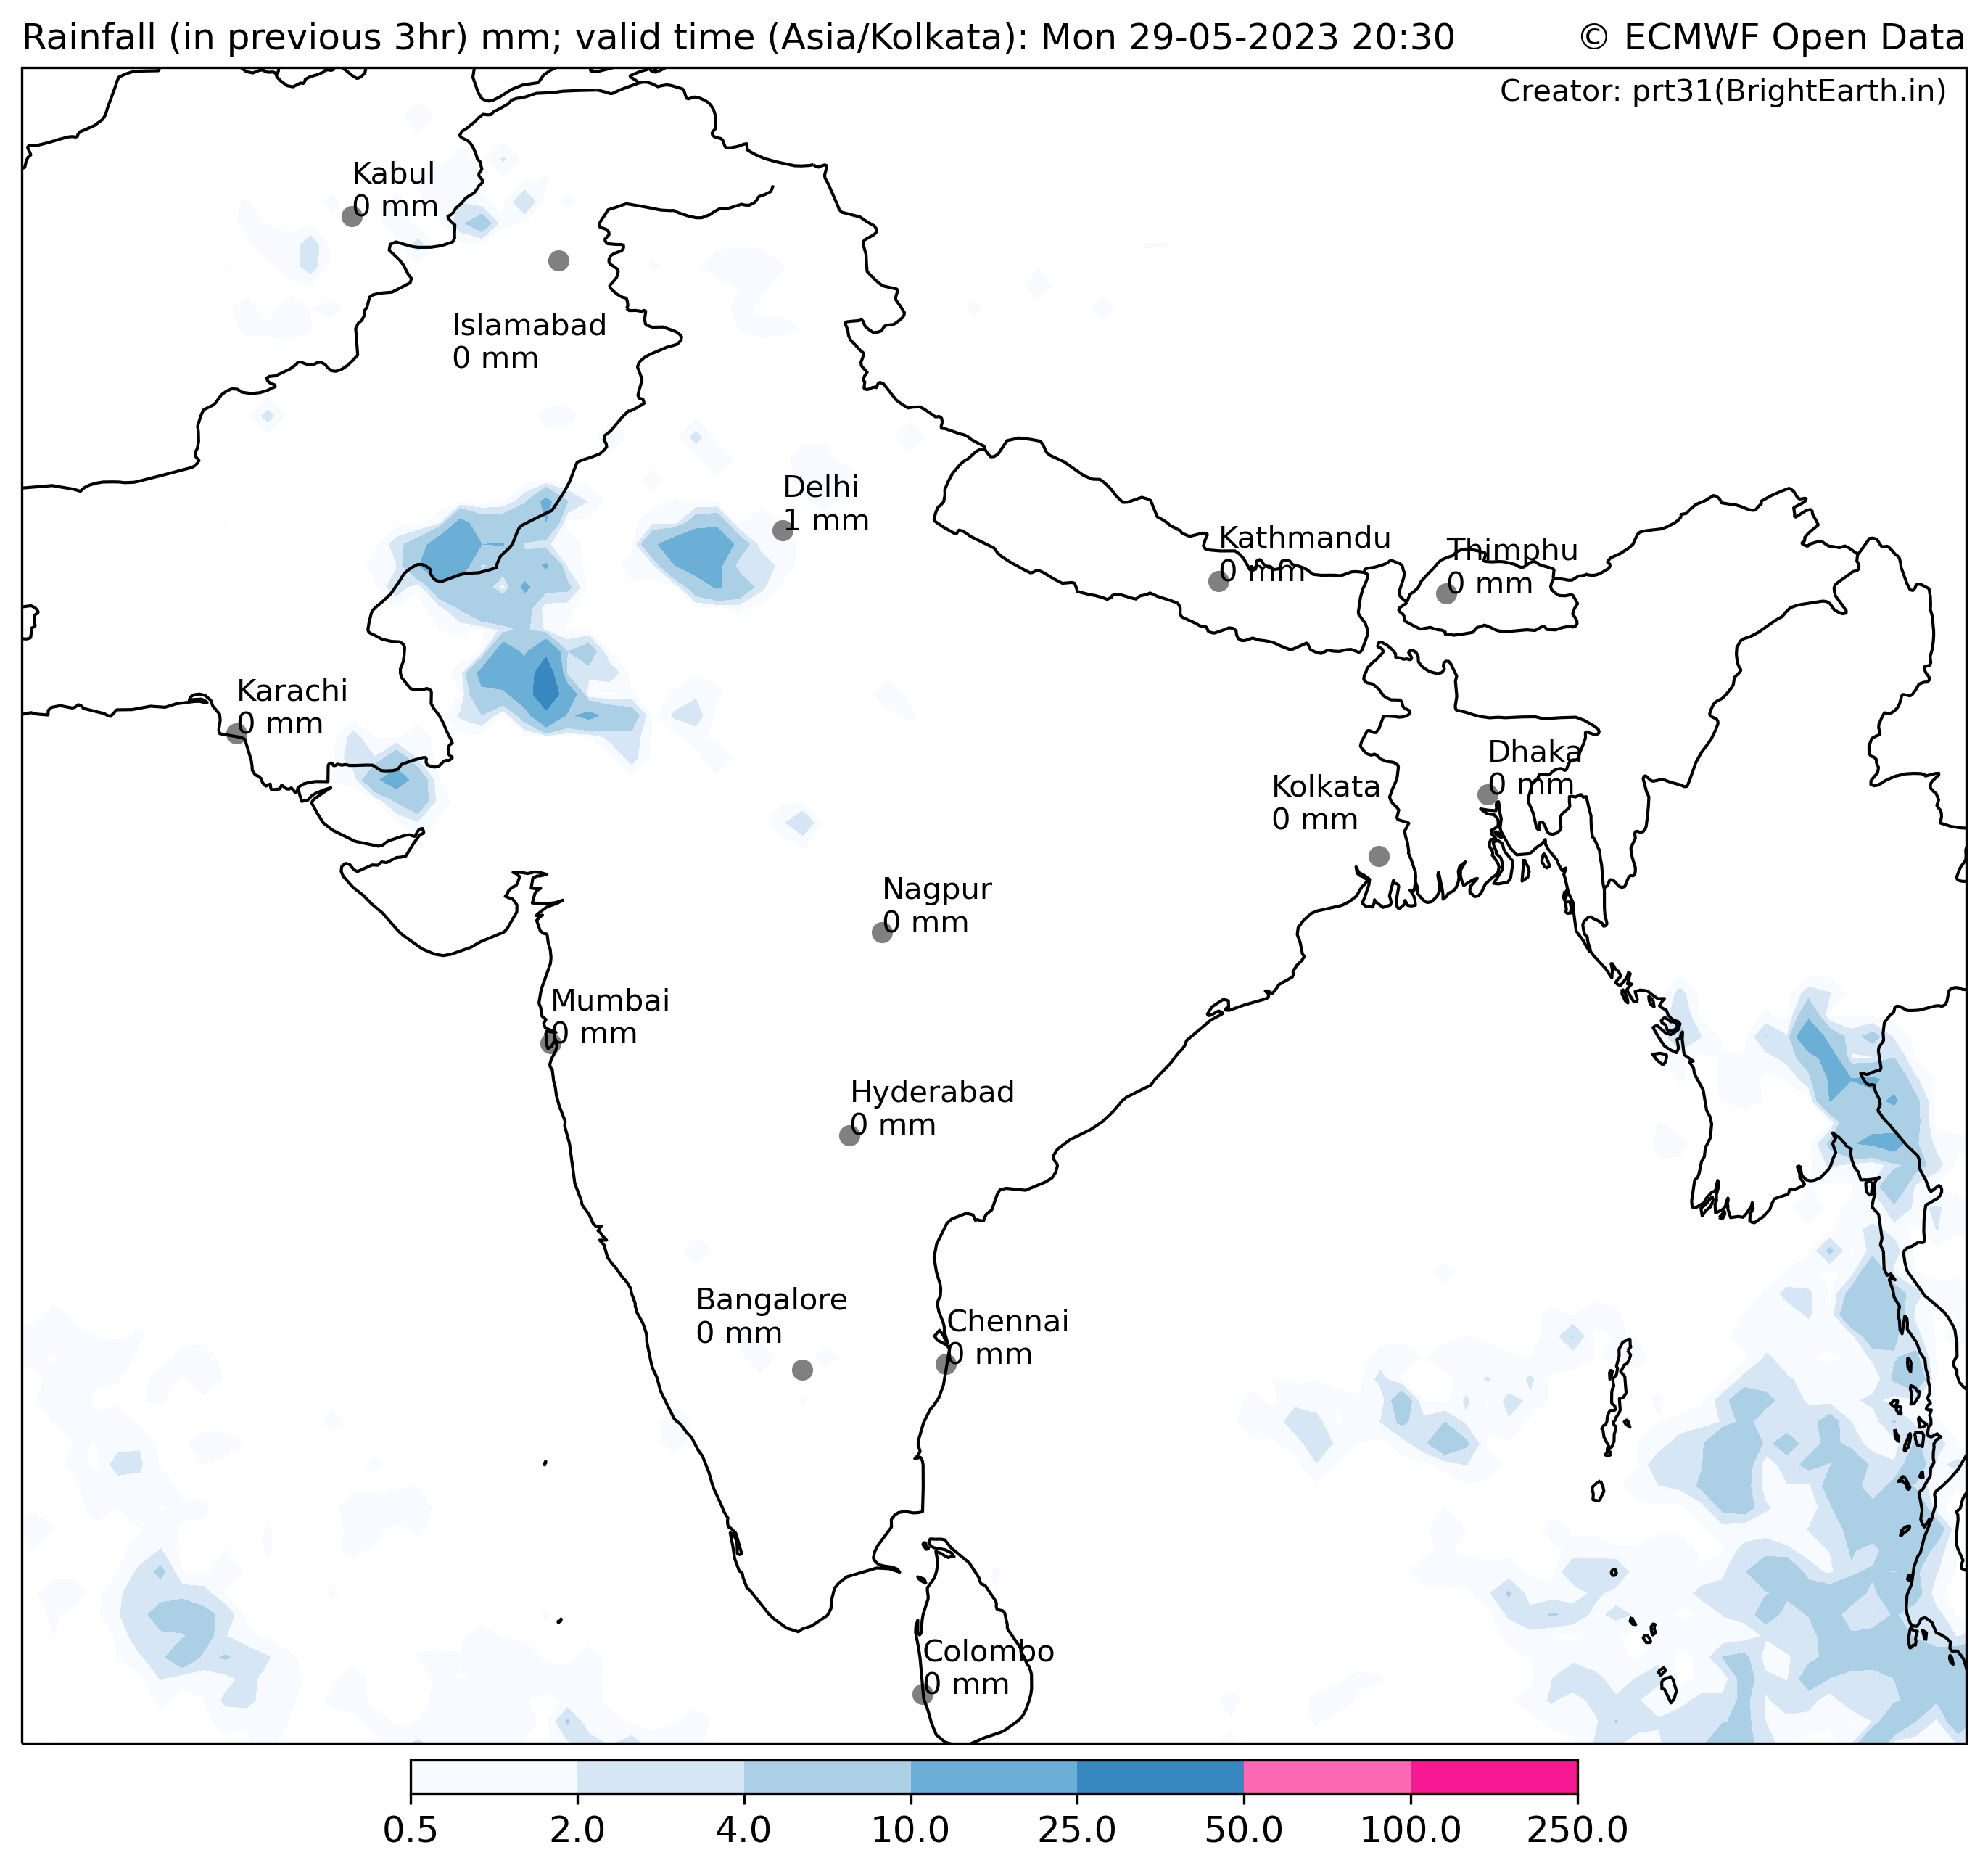 Rainfall (in previous 3hr) mm; valid time (Asia/Kolkata): Mon 29-05-2023 20:30
© ECMWF Open Data
Creator: prt31(BrightEarth.in)
Kabul
0 mm
Islamabad
0 mm
Delhi
1 mm
Kathmandu
0 mm
Thimphu
0 mm
Karachi
0 mm
Dhaka
0 mm
Kolkata
0 mm
Nagpur
0 mm
Mumbai
0 mm
Hyderabad
0 mm
Bangalore
0 mm
Chennai
0 mm
Colombo
0 mm
0.5
2.0
4.0
10.0
25.0
50.0
100.0
250.0